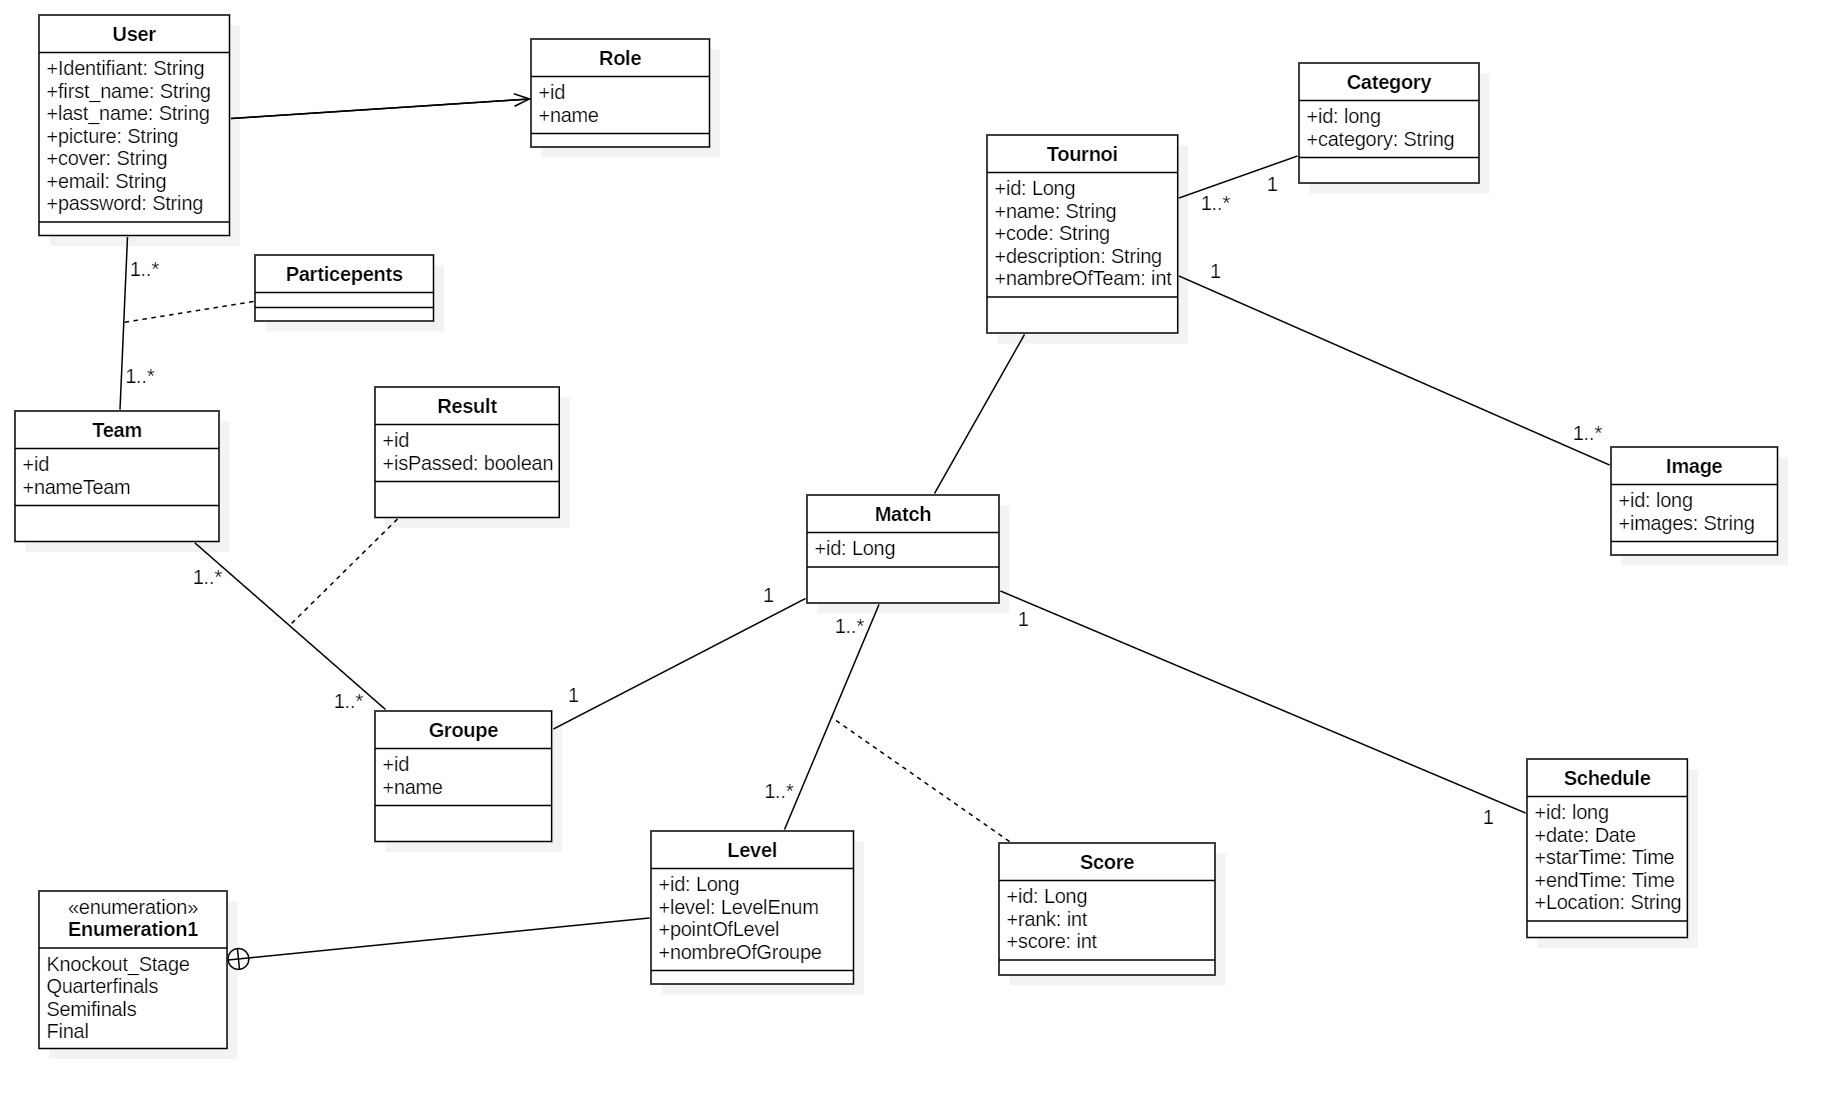 User
+Identifiant: String
+first_name: String
+last_name: String
+picture: String
+cover: String
+email: String
+password: String
Role
+id
+name
Category
+id: long
+category: String
Tournoi
+id: Long
+name: String
+code: String
+description: String
+nambreOfTeam: int
1
1..*
1
1..*
1..*
Particepents
1..*
Team
+id
+nameTeam
Result
+id
+isPassed: boolean
Image
+id: long
+images: String
Match
+id: Long
1..*
1..*
1
1
1..*
1
1
1..*
Groupe
+id
+name
Level
+id: Long
+level: LevelEnum
+pointOfLevel
+nombreOfGroupe
Score
+id: Long
+rank: int
+score: int
Schedule
+id: long
+date: Date
+starTime: Time
+endTime: Time
+Location: String
«enumeration»
Enumeration1
Knockout_Stage
Quarterfinals
Semifinals
Final